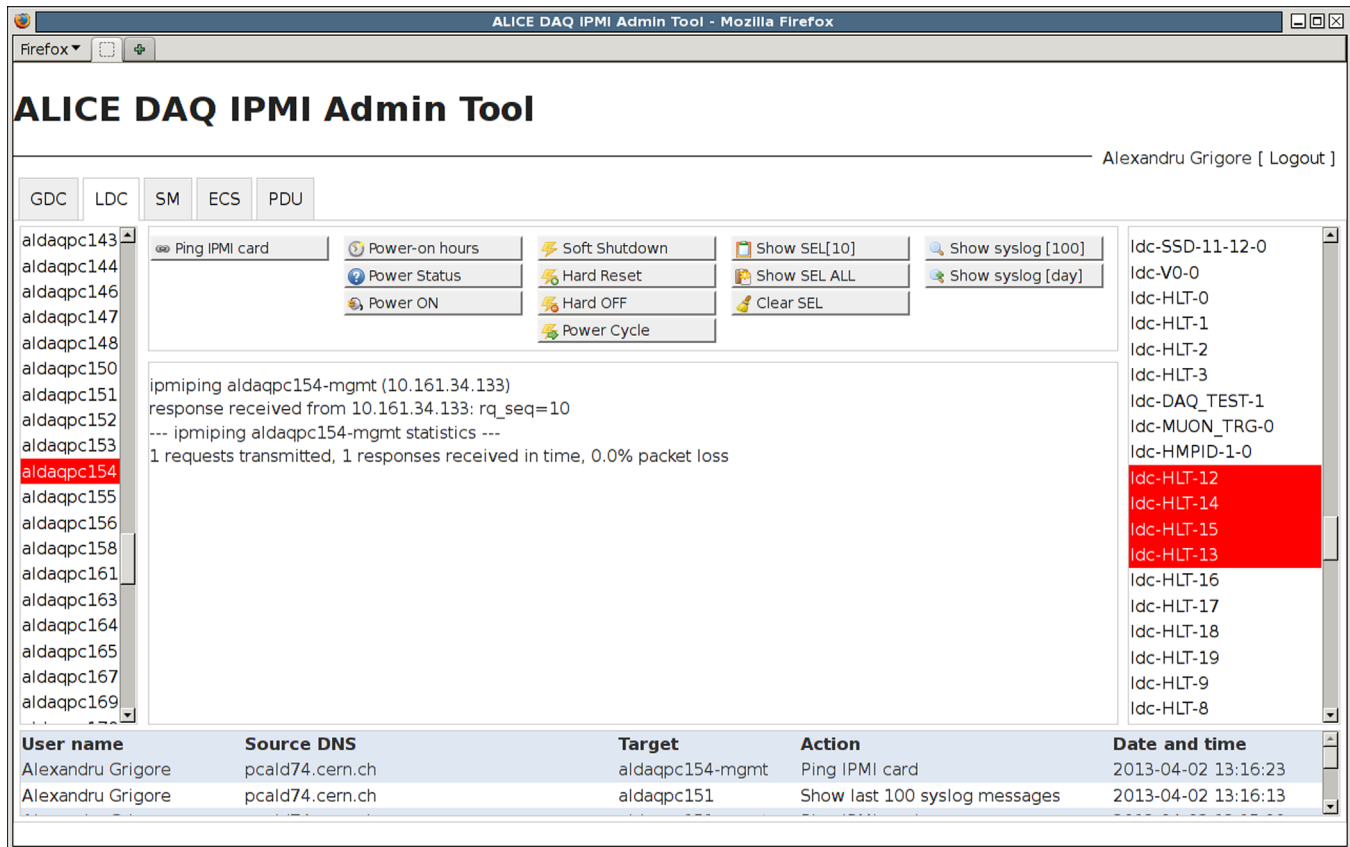 ALICE DAQ IPMI Admin Tool - Mozilla Firefox
Firefox
ALICE DAQ IPMI Admin Tool
Alexandru Grigore [ Logout ]
GDC LDC SM ECS PDU
aldaqpc143
aldaqpc144
aldaqpc146
aldaqpc147
aldaqpc148
aldaqpc150
aldaqpc151
aldaqpc152
aldaqpc153
aldaqpc154
aldaqpc155
aldaqpc156
aldaqpc158
aldaqpc161
aldaqpc163
aldaqpc164
aldaqpc165
aldaqpc167
aldaqpc169
Ping IPMI card Power-on hours Soft Shutdown Show SEL[10] Show syslog [100]
Power Status Hard Reset Show SEL ALL Show syslog [day]
Power ON Hard OFF Clear SEL
Power Cycle
ipmiping aldaqpc154-mgmt (10.161.34.133)
response received from 10.161.34.133: rq_seq=10
--- ipmiping aldaqpc154-mgmt statistics ---
1 requests transmitted, 1 responses received in time, 0.0% packet loss
ldc-SSD-11-12-0
ldc-V0-0
ldc-HLT-0
ldc-HLT-1
ldc-HLT-2
ldc-HLT-3
ldc-DAQ_TEST-1
ldc-MUON_TRG-0
ldc-HMPID-1-0
ldc-HLT-12
ldc-HLT-14
ldc-HLT-15
ldc-HLT-13
ldc-HLT-16
ldc-HLT-17
ldc-HLT-18
ldc-HLT-19
ldc-HLT-9
ldc-HLT-8
User name Source DNS Target Action Date and time
Alexandru Grigore pcald74.cern.ch aldaqpc154-mgmt Ping IPMI card 2013-04-02 13:16:23
Alexandru Grigore pcald74.cern.ch aldaqpc151 Show last 100 syslog messages 2013-04-02 13:16:13